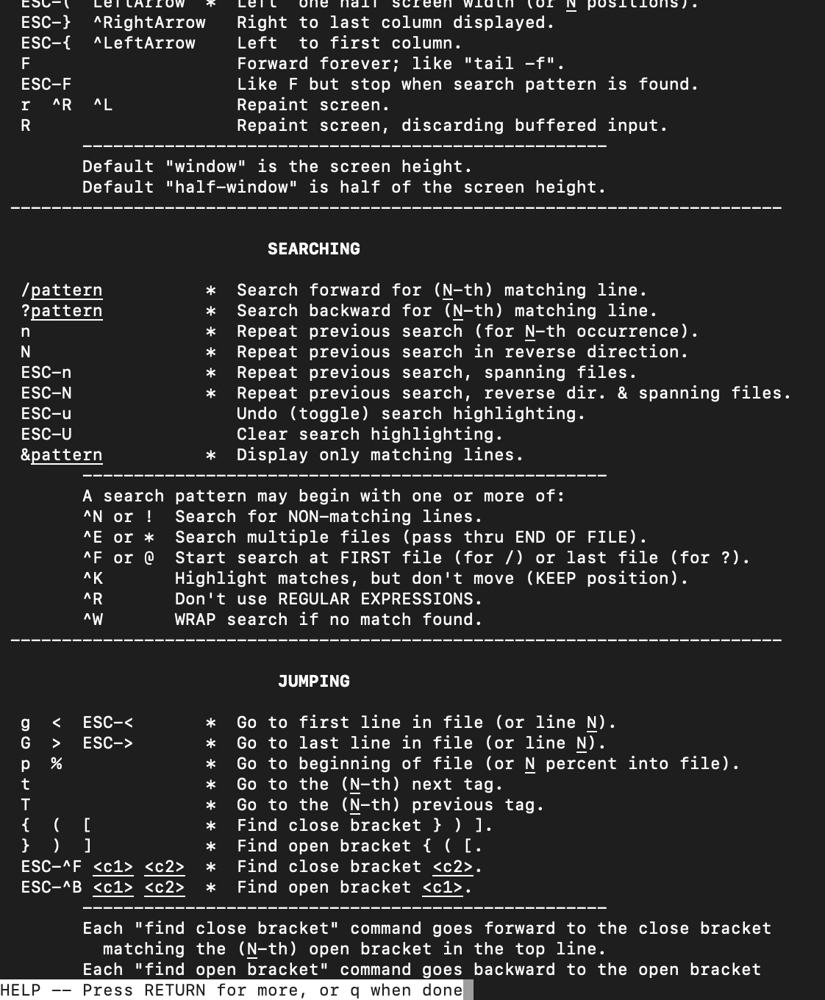 ESC-(  LeftArrow  *  Left  one half screen width (or N positions).
ESC-}  ^RightArrow   Right to last column displayed.
ESC-{  ^LeftArrow    Left  to first column.
F                    Forward forever; like "tail -f".
ESC-F                Like F but stop when search pattern is found.
r  ^R  ^L            Repaint screen.
R                    Repaint screen, discarding buffered input.
---------------------------------------------------
Default "window" is the screen height.
Default "half-window" is half of the screen height.
---------------------------------------------------------------------------
SEARCHING
/pattern          *  Search forward for (N-th) matching line.
?pattern          *  Search backward for (N-th) matching line.
n                 *  Repeat previous search (for N-th occurrence).
N                 *  Repeat previous search in reverse direction.
ESC-n             *  Repeat previous search, spanning files.
ESC-N             *  Repeat previous search, reverse dir. & spanning files.
ESC-u                Undo (toggle) search highlighting.
ESC-U                Clear search highlighting.
&pattern          *  Display only matching lines.
---------------------------------------------------
A search pattern may begin with one or more of:
^N or !  Search for NON-matching lines.
^E or *  Search multiple files (pass thru END OF FILE).
^F or @  Start search at FIRST file (for /) or last file (for ?).
^K       Highlight matches, but don't move (KEEP position).
^R       Don't use REGULAR EXPRESSIONS.
^W       WRAP search if no match found.
---------------------------------------------------------------------------
JUMPING
g  <  ESC-<       *  Go to first line in file (or line N).
G  >  ESC->       *  Go to last line in file (or line N).
p  %              *  Go to beginning of file (or N percent into file).
t                 *  Go to the (N-th) next tag.
T                 *  Go to the (N-th) previous tag.
{  (  [           *  Find close bracket } ) ].
}  )  ]           *  Find open bracket { ( [.
ESC-^F <c1> <c2>  *  Find close bracket <c2>.
ESC-^B <c1> <c2>  *  Find open bracket <c1>.
---------------------------------------------------
Each "find close bracket" command goes forward to the close bracket
matching the (N-th) open bracket in the top line.
Each "find open bracket" command goes backward to the open bracket
HELP -- Press RETURN for more, or q when done